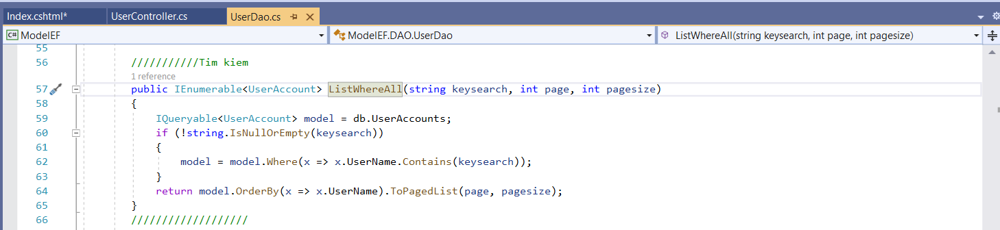 Index.cshtml*
UserController.cs
UserDao.cs
C# ModelEF
ModelEF.DAO.UserDao
ListWhereAll(string keysearch, int page, int pagesize)
55
56 ///////////Tim kiem
1 reference
57 public IEnumerable<UserAccount> ListWhereAll(string keysearch, int page, int pagesize)
58 {
59 IQueryable<UserAccount> model = db.UserAccounts;
60 if (!string.IsNullOrEmpty(keysearch))
61 {
62 model = model.Where(x => x.UserName.Contains(keysearch));
63 }
64 return model.OrderBy(x => x.UserName).ToPagedList(page, pagesize);
65 }
66 ///////////////////